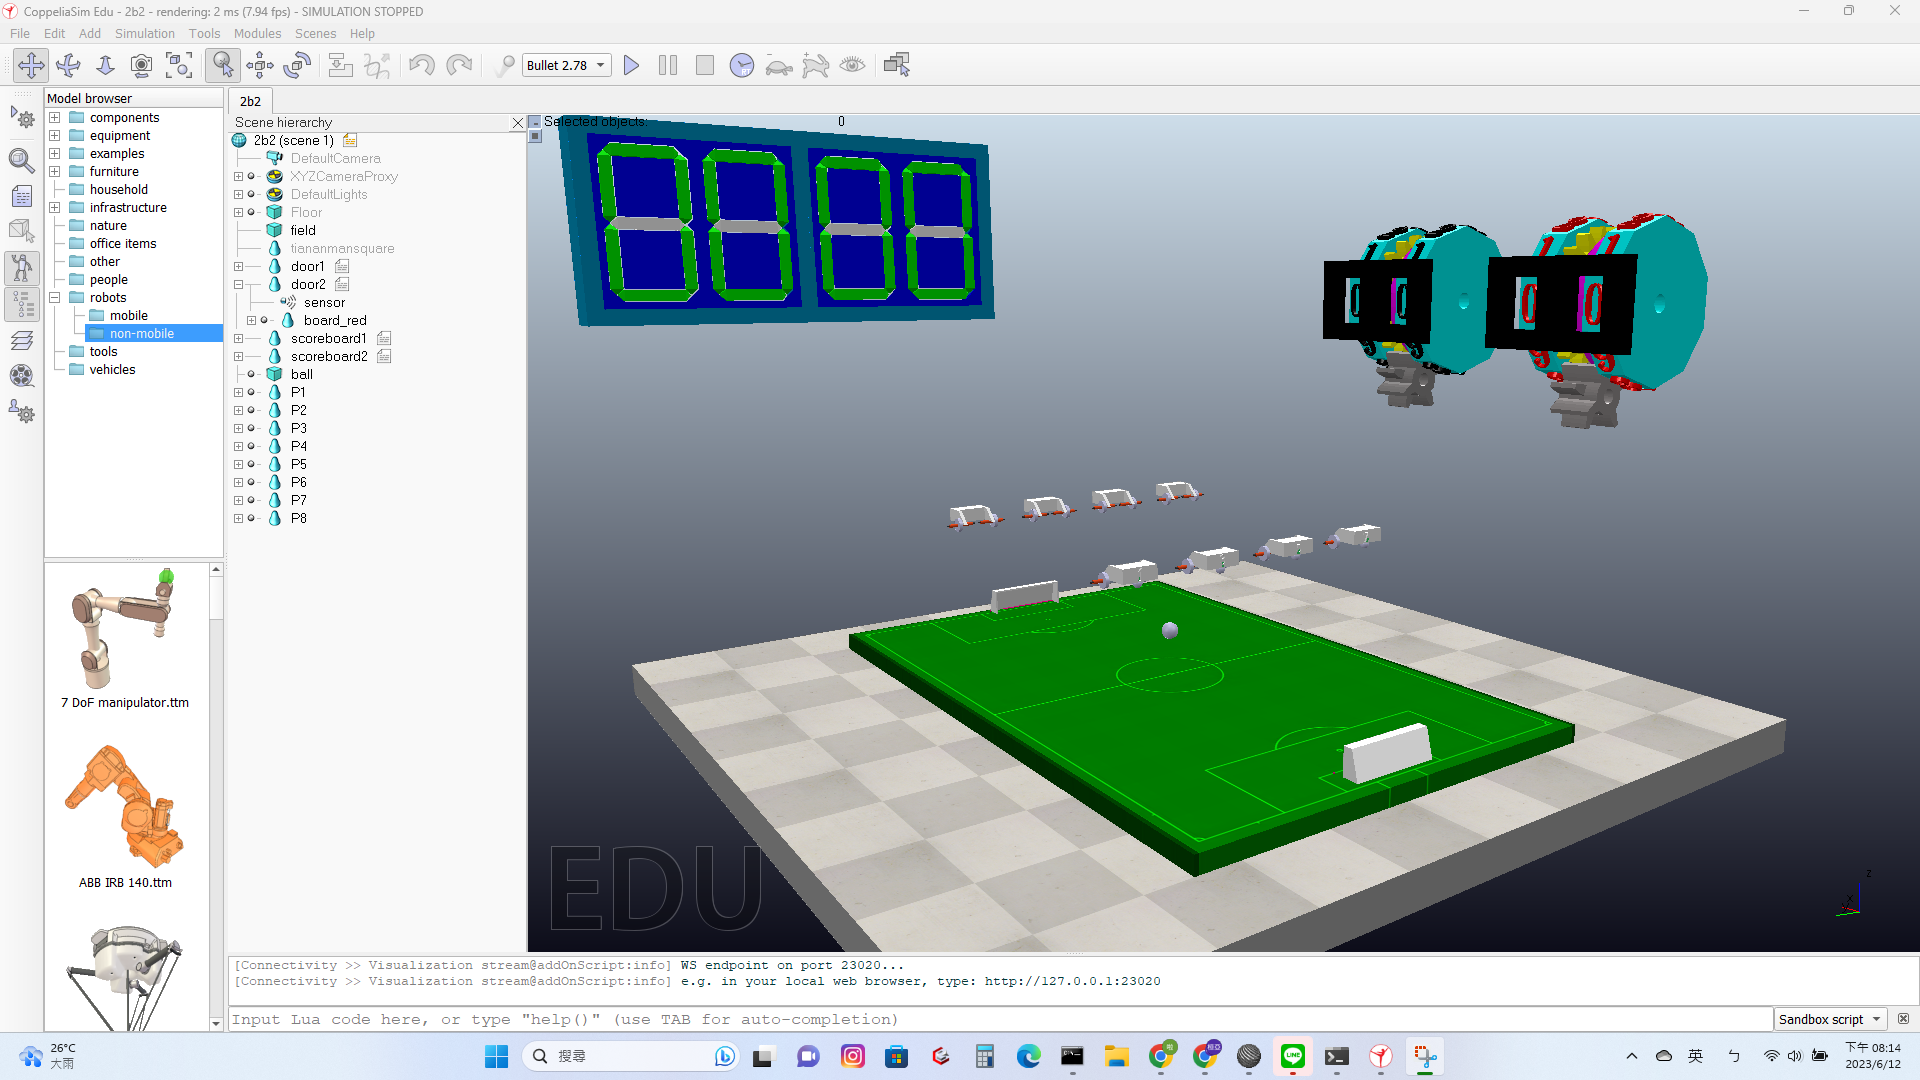 CoppeliaSim Edu - 2b2 - rendering: 2 ms (7.94 fps) - SIMULATION STOPPED
File Edit Add Simulation Tools Modules Scenes Help
Bullet 2.78
Model browser
components
equipment
examples
furniture
household
infrastructure
nature
office items
other
people
robots
mobile
non-mobile
tools
vehicles
7 DoF manipulator.ttm
ABB IRB 140.ttm
2b2
Scene hierarchy
2b2 (scene 1)
DefaultCamera
XYZCameraProxy
DefaultLights
Floor
field
tiananmansquare
door1
door2
sensor
board_red
scoreboard1
scoreboard2
ball
P1
P2
P3
P4
P5
P6
P7
P8
Selected objects: 0
0 0 0 0
EDU
z
x
[Connectivity >> Visualization stream@addOnScript:info] WS endpoint on port 23020...
[Connectivity >> Visualization stream@addOnScript:info] e.g. in your local web browser, type: http://127.0.0.1:23020
Input Lua code here, or type "help()" (use TAB for auto-completion)
Sandbox script
26°C
大雨
搜尋
LINE
英
ㄅ
下午 08:14
2023/6/12